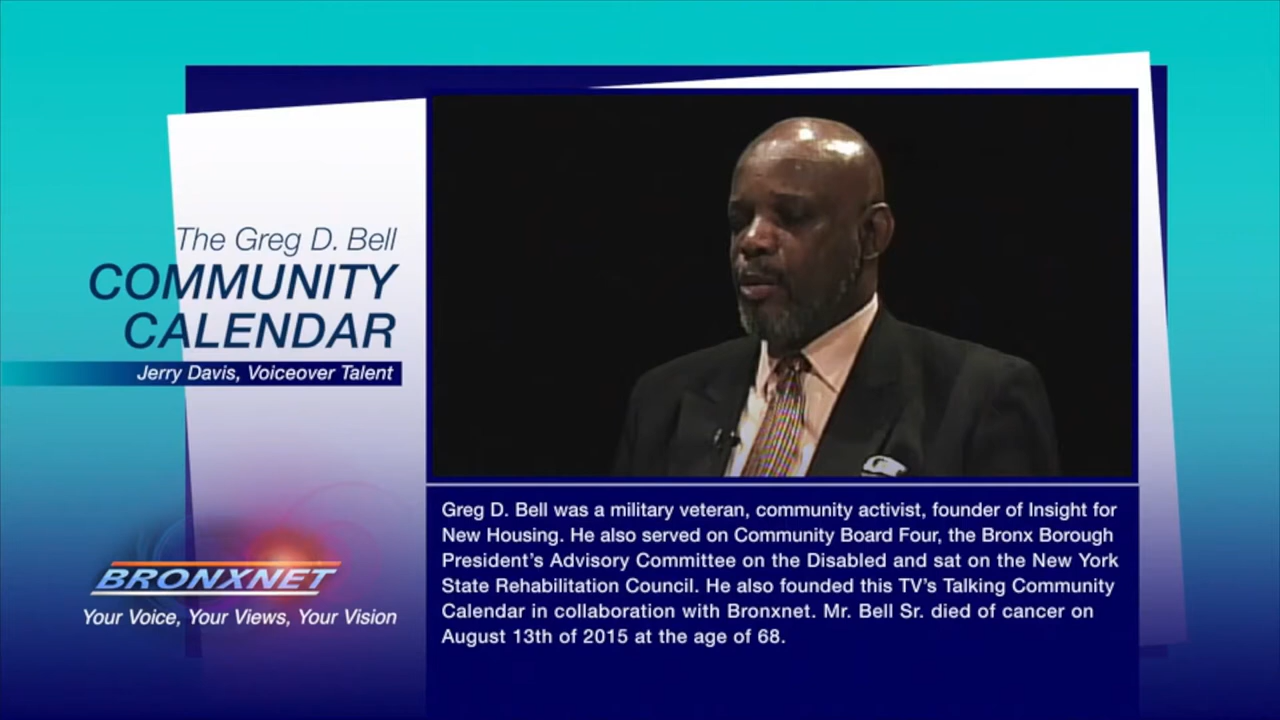 The Greg D. Bell
COMMUNITY
CALENDAR
Jerry Davis, Voiceover Talent
BRONXNET
Your Voice, Your Views, Your Vision
Greg D. Bell was a military veteran, community activist, founder of Insight for
New Housing. He also served on Community Board Four, the Bronx Borough
President's Advisory Committee on the Disabled and sat on the New York
State Rehabilitation Council. He also founded this TV's Talking Community
Calendar in collaboration with Bronxnet. Mr. Bell Sr. died of cancer on
August 13th of 2015 at the age of 68.